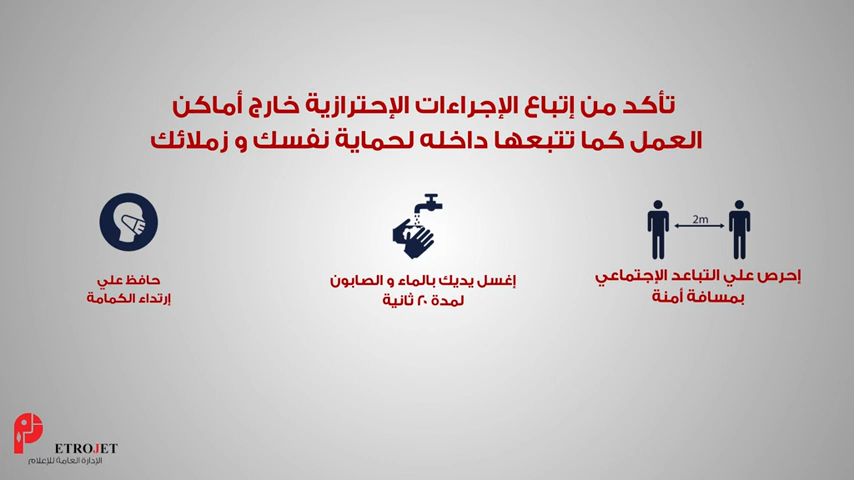 تأكد من إتباع الإجراءات الإحترازية خارج أماكن
العمل كما تتبعها داخله لحماية نفسك و زملائك
2m
إحرص علي التباعد الإجتماعي
بمسافة أمنة
إغسل يديك بالماء و الصابون
لمدة ٢٠ ثانية
حافظ علي
إرتداء الكمامة
ETROJET
الإدارة العامة للإعلام